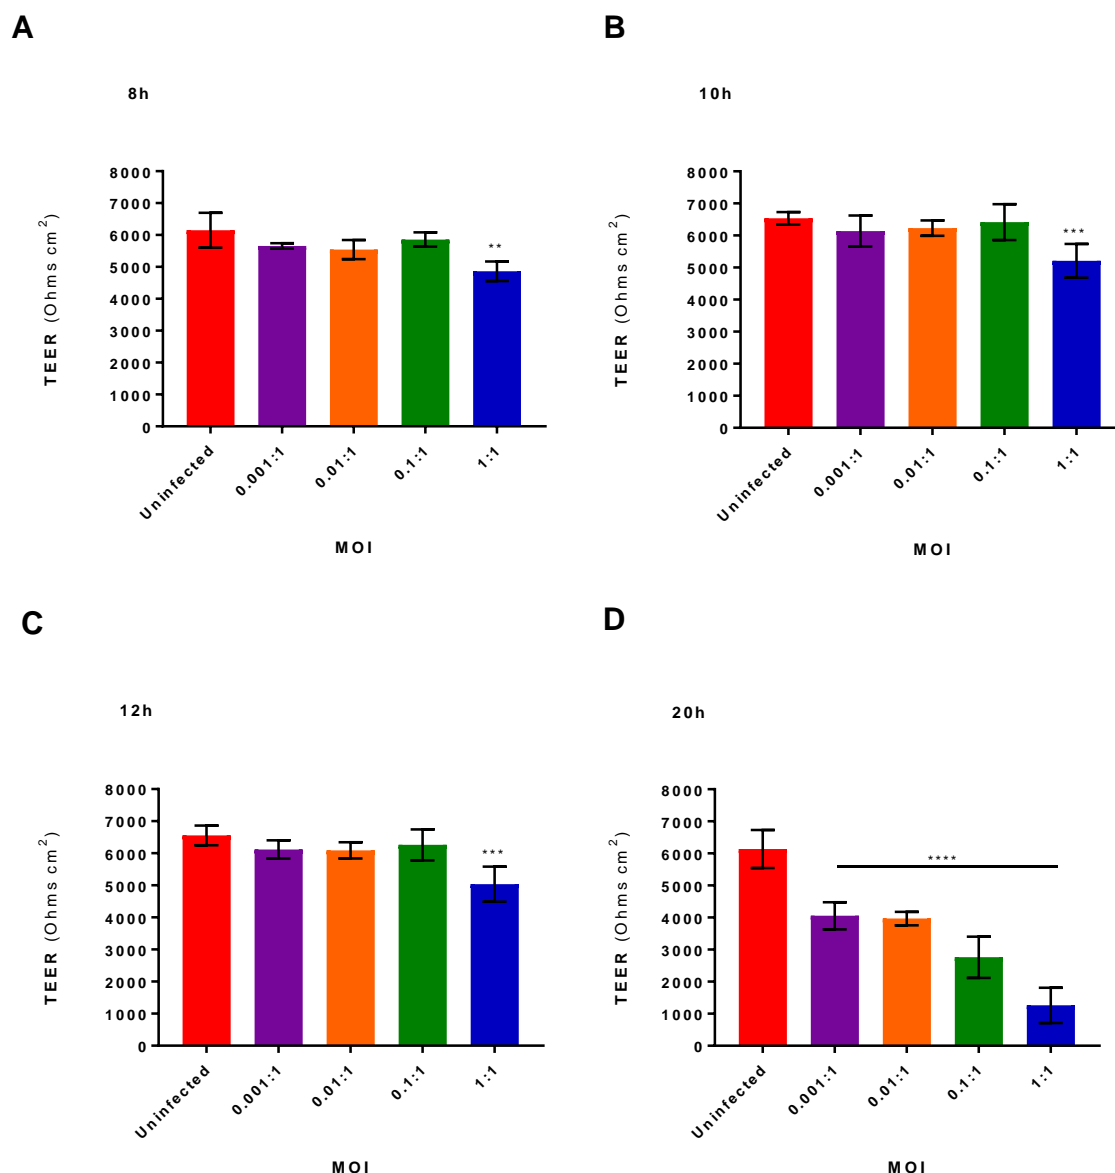 A
8h
TEER (Ohms cm²)
8000
7000
6000
5000
4000
3000
2000
1000
0
**
Uninfected
0.001:1
0.01:1
0.1:1
1:1
MOI
B
10h
TEER (Ohms cm²)
8000
7000
6000
5000
4000
3000
2000
1000
0
***
Uninfected
0.001:1
0.01:1
0.1:1
1:1
MOI
C
12h
TEER (Ohms cm²)
8000
7000
6000
5000
4000
3000
2000
1000
0
***
Uninfected
0.001:1
0.01:1
0.1:1
1:1
MOI
D
20h
TEER (Ohms cm²)
8000
7000
6000
5000
4000
3000
2000
1000
0
****
Uninfected
0.001:1
0.01:1
0.1:1
1:1
MOI